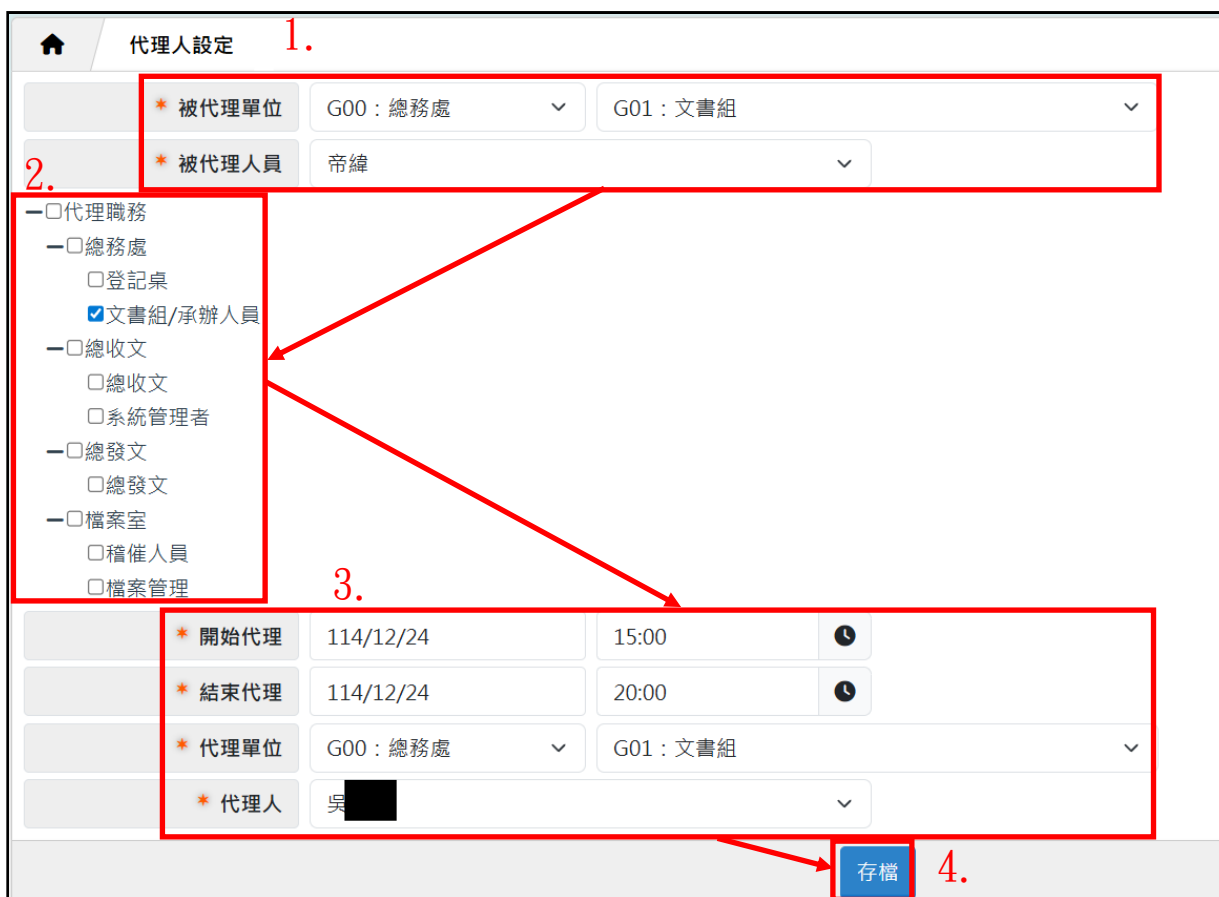 代理人設定 1.
* 被代理單位 G00：總務處 G01：文書組
* 被代理人員 帝緯
2.
代理職務
總務處
登記桌
文書組/承辦人員
總收文
總收文
系統管理者
總發文
總發文
檔案室
稽催人員
檔案管理
3.
* 開始代理 114/12/24 15:00
* 結束代理 114/12/24 20:00
* 代理單位 G00：總務處 G01：文書組
* 代理人 吳
存檔 4.